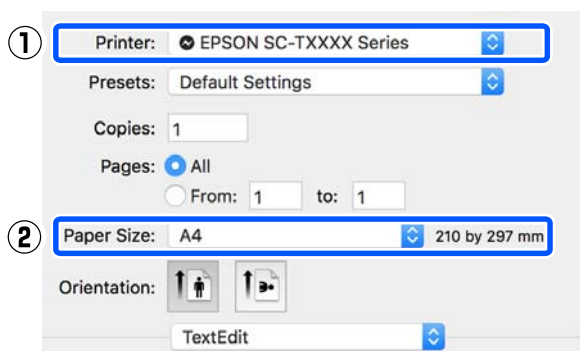 ① Printer: EPSON SC-TXXXX Series
Presets: Default Settings
Copies: 1
Pages: All
From: 1 to: 1
② Paper Size: A4 210 by 297 mm
Orientation:
TextEdit